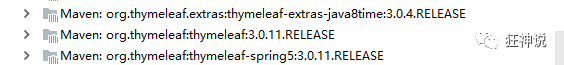 Maven: org.thymeleaf.extras:thymeleaf-extras-java8time:3.0.4.RELEASE
Maven: org.thymeleaf:thymeleaf:3.0.11.RELEASE
Maven: org.thymeleaf:thymeleaf-spring5:3.0.11.RELEASE
狂神说